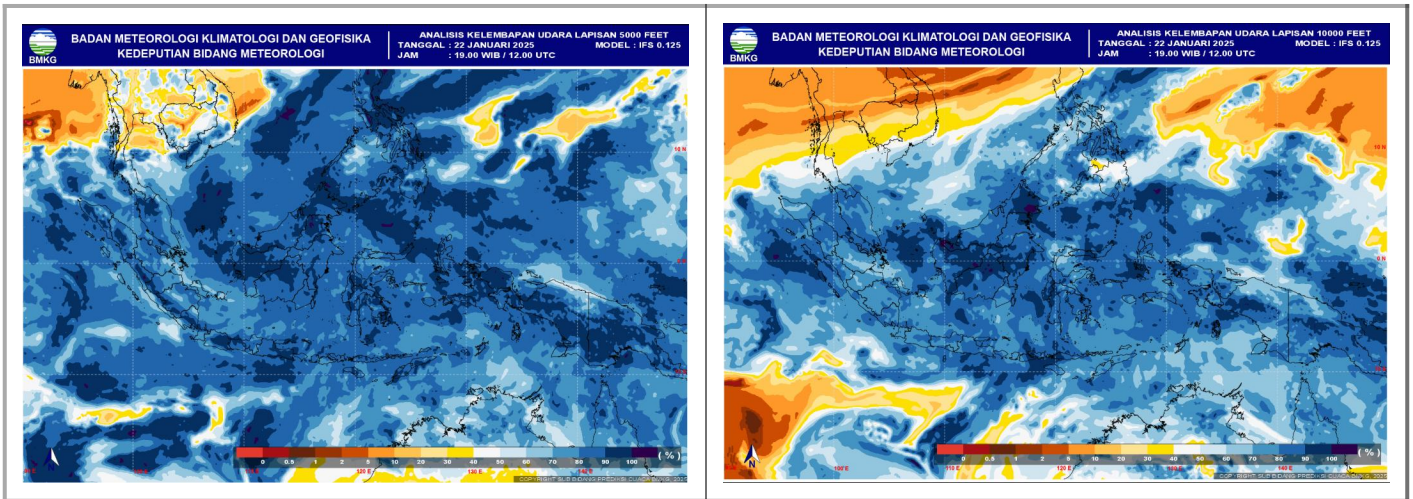 BMKG
BADAN METEOROLOGI KLIMATOLOGI DAN GEOFISIKA
KEDEPUTIAN BIDANG METEOROLOGI
ANALISIS KELEMBAPAN UDARA LAPISAN 5000 FEET
TANGGAL : 22 JANUARI 2025 MODEL : IFS 0.125
JAM : 19.00 WIB / 12.00 UTC
10 N
0 N
N
120 E
0 0.5 1 2 5 10 20 30 40 50 60 70 80 90 100 ( % )
BMKG
BADAN METEOROLOGI KLIMATOLOGI DAN GEOFISIKA
KEDEPUTIAN BIDANG METEOROLOGI
ANALISIS KELEMBAPAN UDARA LAPISAN 10000 FEET
TANGGAL : 22 JANUARI 2025 MODEL : IFS 0.125
JAM : 19.00 WIB / 12.00 UTC
10 N
0 N
N
100°E 110 E 120 E 130 E 140 E
0 0.5 1 2 5 10 20 30 40 50 60 70 80 90 100 ( % )